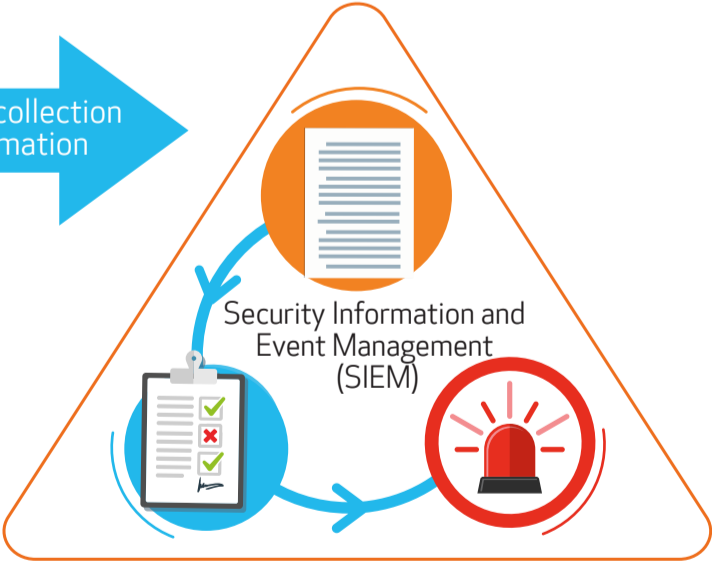 collection
mation
Security Information and
Event Management
(SIEM)